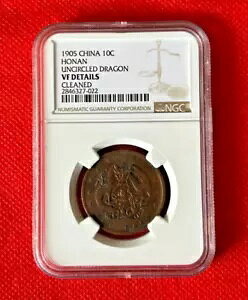 1905 CHINA 10C
HONAN
UNCIRCLED DRAGON
VF DETAILS
CLEANED
2846327-022
NUMISMATIC GUARANTY CORPORATION
NGC